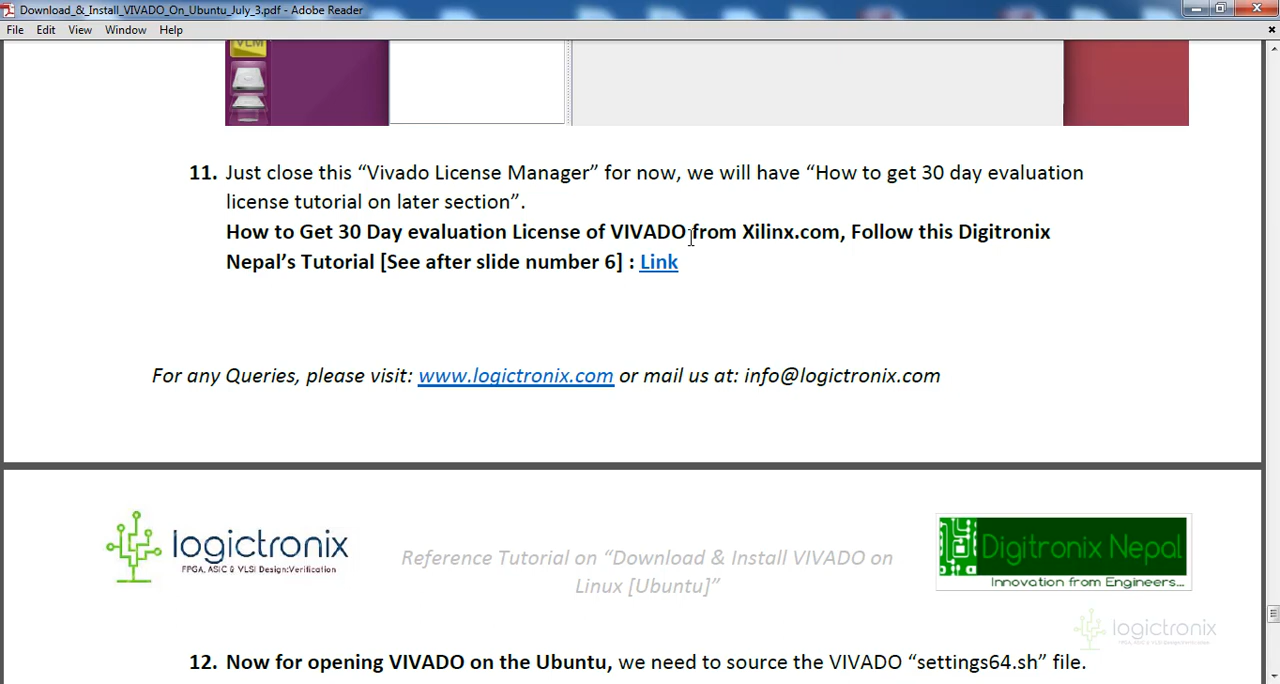 Download_&_Install_VIVADO_On_Ubuntu_July_3.pdf - Adobe Reader
File Edit View Window Help
VLM
11. Just close this “Vivado License Manager” for now, we will have “How to get 30 day evaluation
license tutorial on later section”.
How to Get 30 Day evaluation License of VIVADO from Xilinx.com, Follow this Digitronix
Nepal’s Tutorial [See after slide number 6] : Link
For any Queries, please visit: www.logictronix.com or mail us at: info@logictronix.com
logictronix
FPGA, ASIC & VLSI Design:Verification
Reference Tutorial on “Download & Install VIVADO on
Linux [Ubuntu]”
Digitronix Nepal
Innovation from Engineers...
logictronix
12. Now for opening VIVADO on the Ubuntu, we need to source the VIVADO “settings64.sh” file.